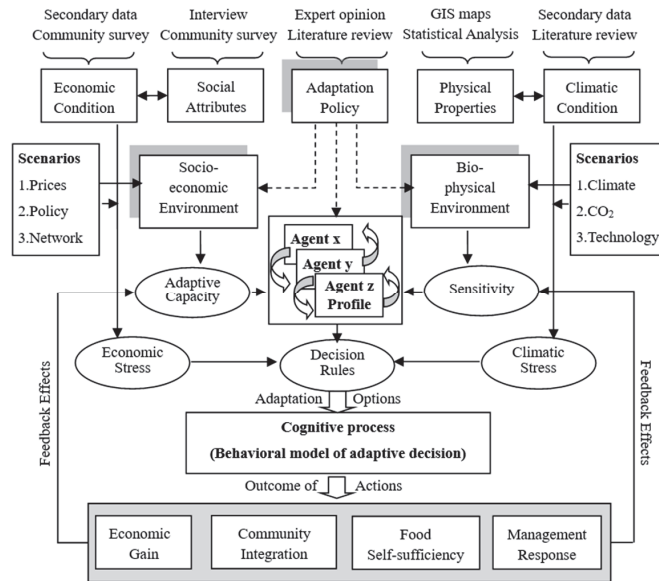 Secondary data
Community survey
Interview
Community survey
Expert opinion
Literature review
GIS maps
Statistical Analysis
Secondary data
Literature review
Economic
Condition
Social
Attributes
Adaptation
Policy
Physical
Properties
Climatic
Condition
Scenarios
1.Prices
2.Policy
3.Network
Socio-
economic
Environment
Bio-
physical
Environment
Scenarios
1.Climate
2.CO₂
3.Technology
Agent x
Agent y
Agent z
Profile
Adaptive
Capacity
Sensitivity
Economic
Stress
Decision
Rules
Climatic
Stress
Feedback Effects
Feedback Effects
Adaptation Options
Cognitive process
(Behavioral model of adaptive decision)
Outcome of Actions
Economic
Gain
Community
Integration
Food
Self-sufficiency
Management
Response